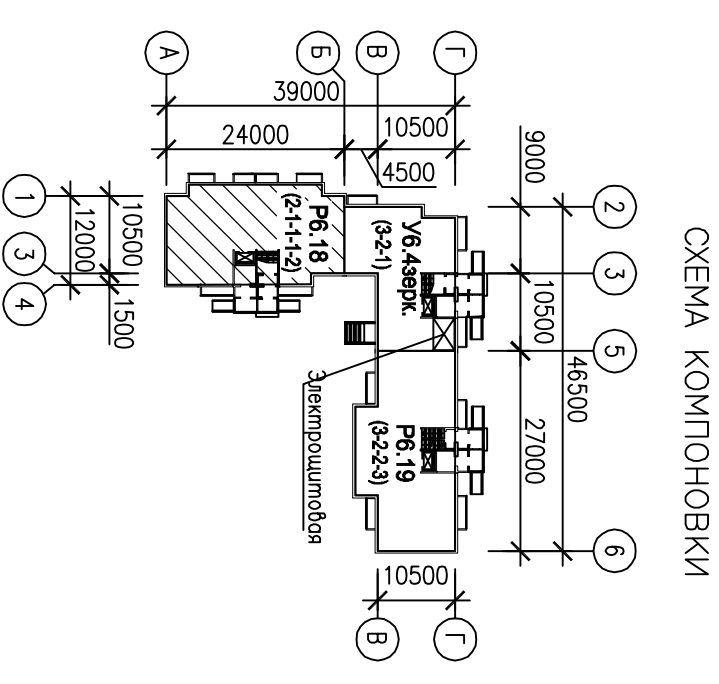 СХЕМА КОМПОНОВКИ
А
Б
В
Г
39000
24000
10500
4500
9000
2
3
10500
5
46500
27000
6
Р6.18
(2-1-1-1-2)
У6.4зерк.
(3-2-1)
Р6.19
(3-2-2-3)
Электрощитовая
1
3
4
10500
12000
1500
10500
В
Г